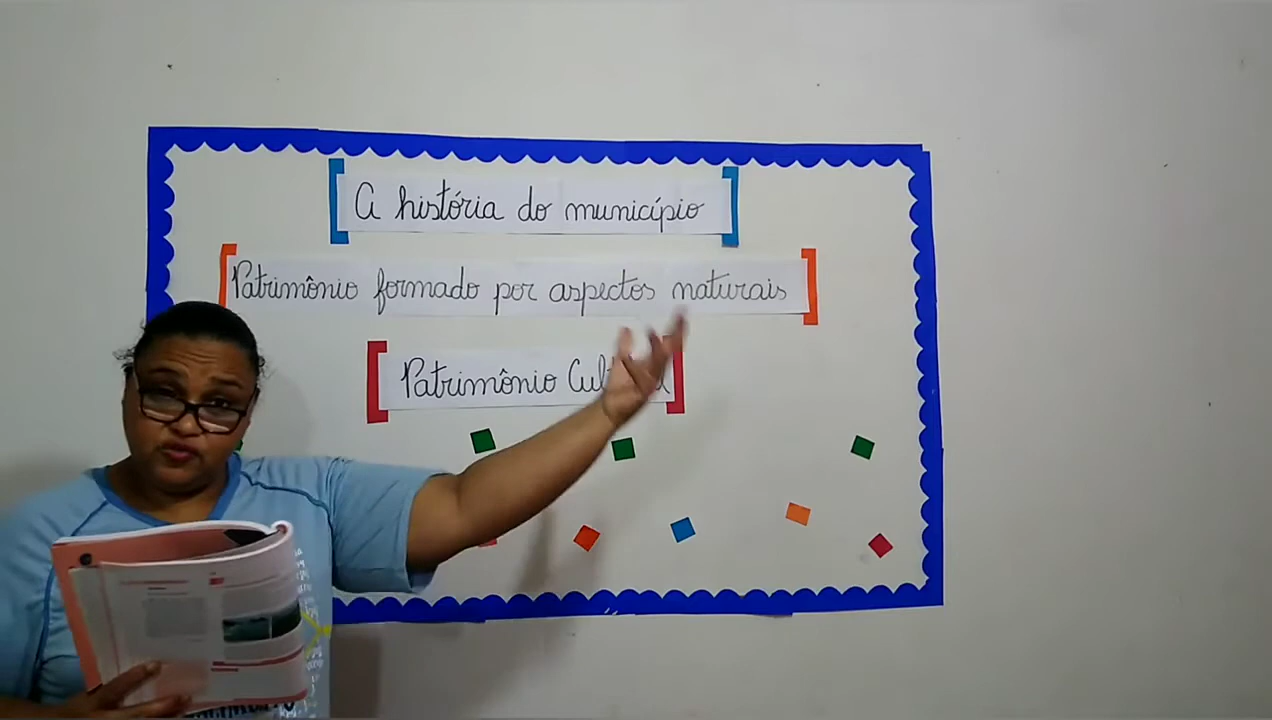 A história do município
Patrimônio formado por aspectos naturais
Patrimônio